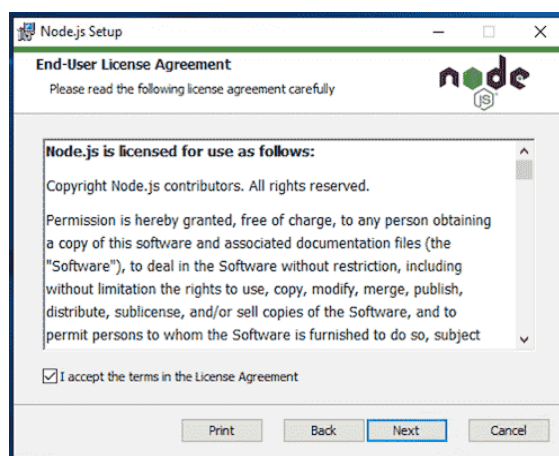 Node.js Setup
End-User License Agreement
Please read the following license agreement carefully
node
JS
Node.js is licensed for use as follows:
Copyright Node.js contributors. All rights reserved.
Permission is hereby granted, free of charge, to any person obtaining
a copy of this software and associated documentation files (the
"Software"), to deal in the Software without restriction, including
without limitation the rights to use, copy, modify, merge, publish,
distribute, sublicense, and/or sell copies of the Software, and to
permit persons to whom the Software is furnished to do so, subject
I accept the terms in the License Agreement
Print Back Next Cancel